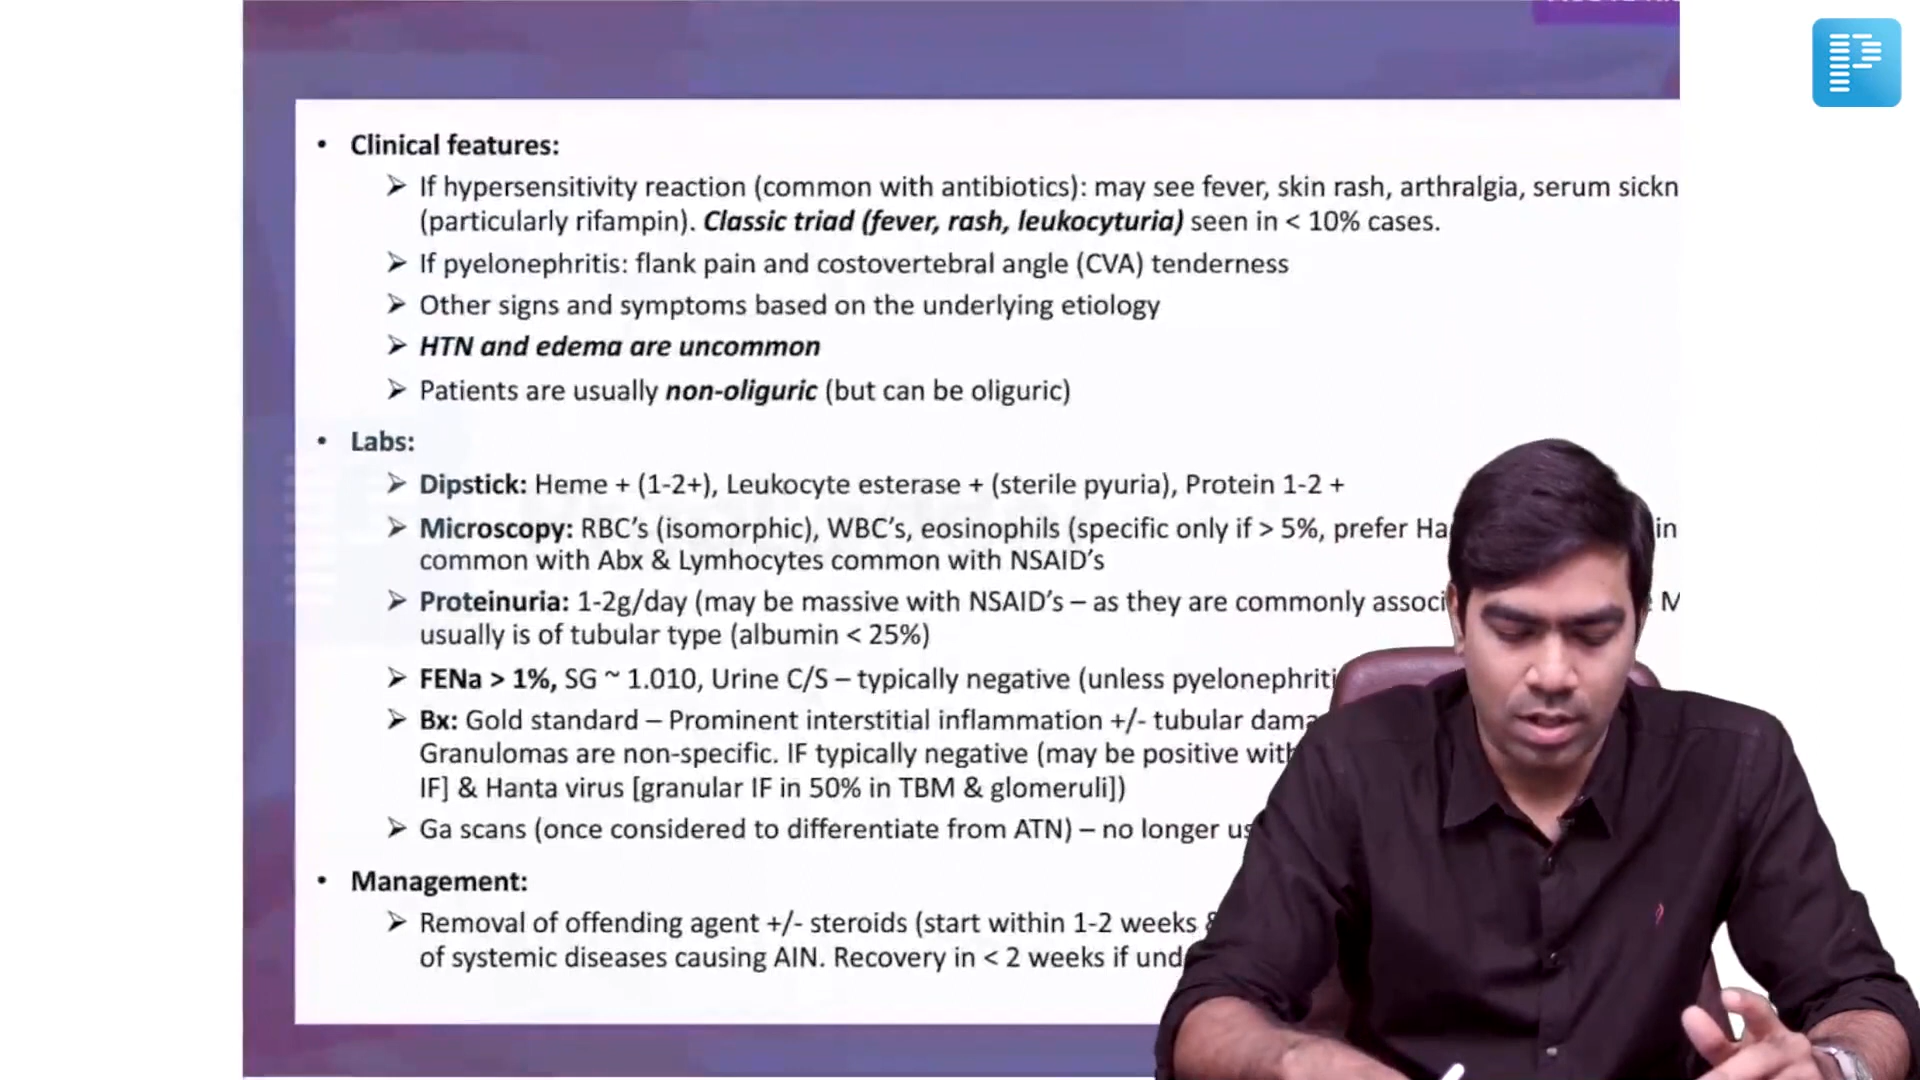 • Clinical features:
➢ If hypersensitivity reaction (common with antibiotics): may see fever, skin rash, arthralgia, serum sickn
(particularly rifampin). Classic triad (fever, rash, leukocyturia) seen in < 10% cases.
➢ If pyelonephritis: flank pain and costovertebral angle (CVA) tenderness
➢ Other signs and symptoms based on the underlying etiology
➢ HTN and edema are uncommon
➢ Patients are usually non-oliguric (but can be oliguric)
• Labs:
➢ Dipstick: Heme + (1-2+), Leukocyte esterase + (sterile pyuria), Protein 1-2 +
➢ Microscopy: RBC's (isomorphic), WBC's, eosinophils (specific only if > 5%, prefer Ha in
common with Abx & Lymhocytes common with NSAID's
➢ Proteinuria: 1-2g/day (may be massive with NSAID's – as they are commonly associ M
usually is of tubular type (albumin < 25%)
➢ FENa > 1%, SG ~ 1.010, Urine C/S – typically negative (unless pyelonephriti
➢ Bx: Gold standard – Prominent interstitial inflammation +/- tubular dama
Granulomas are non-specific. IF typically negative (may be positive with
IF] & Hanta virus [granular IF in 50% in TBM & glomeruli])
➢ Ga scans (once considered to differentiate from ATN) – no longer us
• Management:
➢ Removal of offending agent +/- steroids (start within 1-2 weeks &
of systemic diseases causing AIN. Recovery in < 2 weeks if und